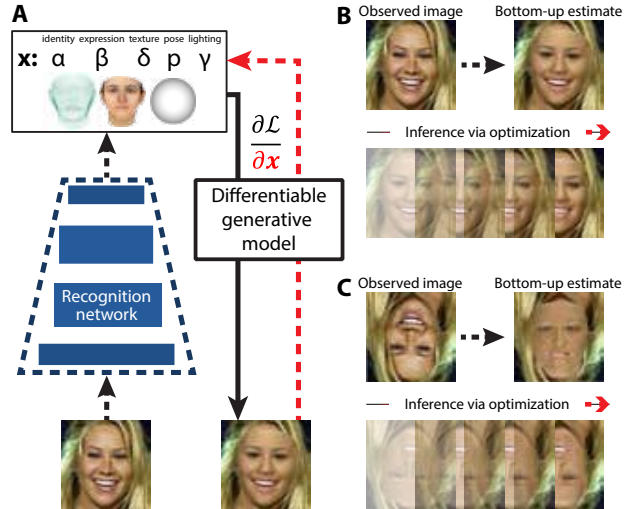 A
identity expression texture pose lighting
x: α β δ p γ
∂ℒ
∂x
Differentiable
generative
model
Recognition
network
B
Observed image
Bottom-up estimate
Inference via optimization
C
Observed image
Bottom-up estimate
Inference via optimization